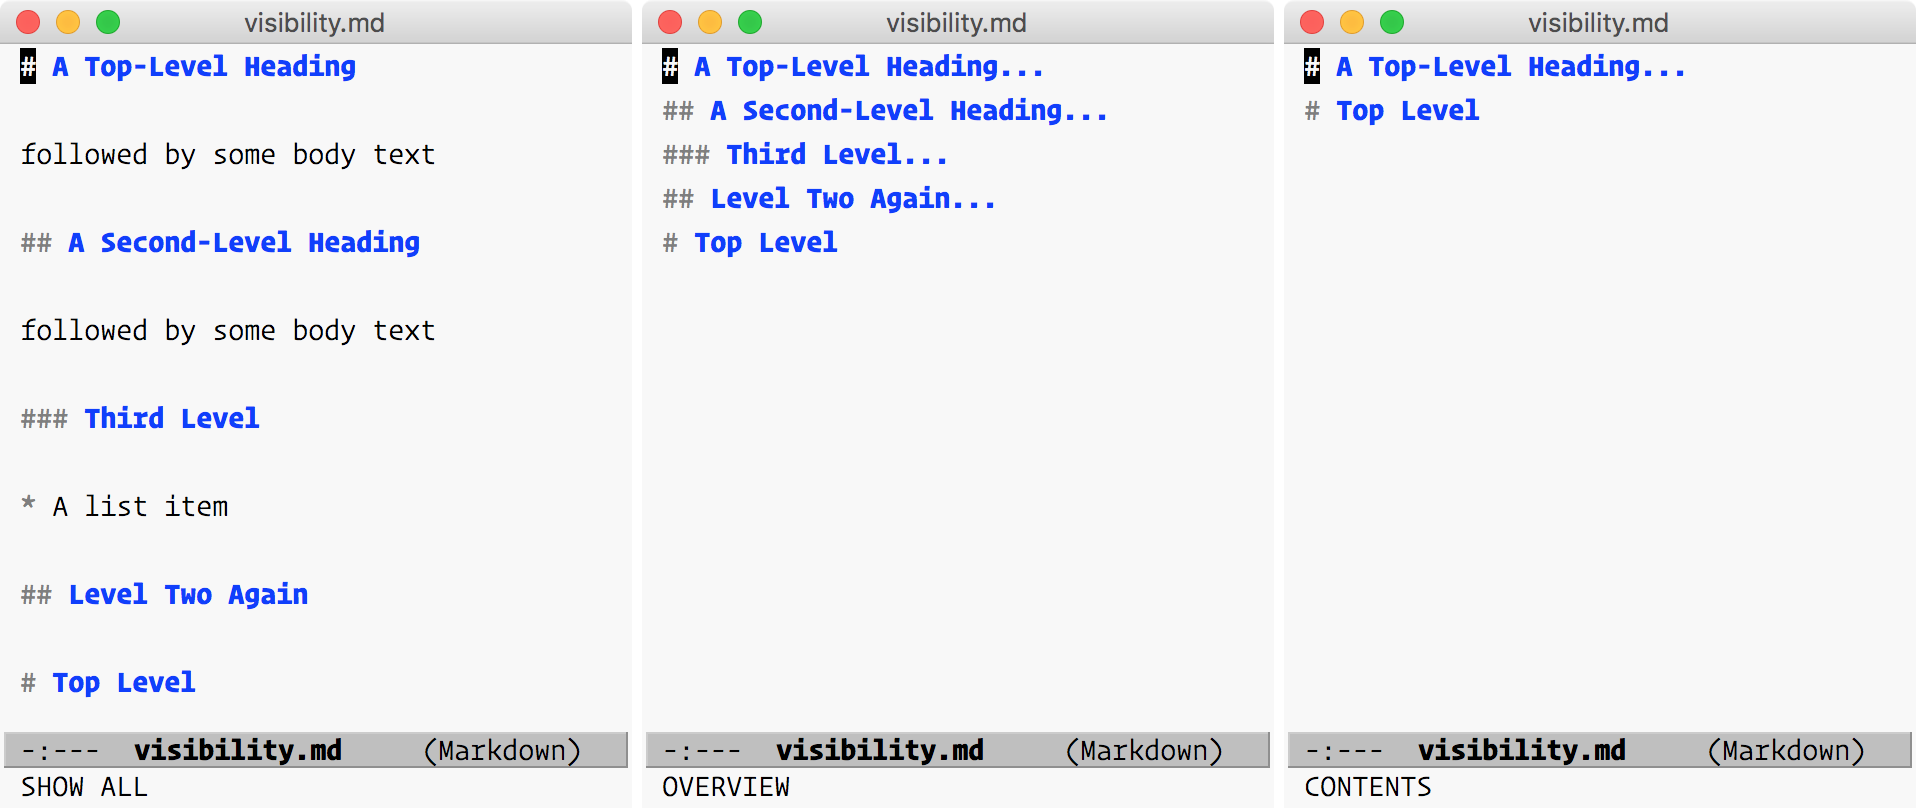 visibility.md
# A Top-Level Heading
followed by some body text
## A Second-Level Heading
followed by some body text
### Third Level
* A list item
## Level Two Again
# Top Level
-:--- visibility.md (Markdown)
SHOW ALL
visibility.md
# A Top-Level Heading...
## A Second-Level Heading...
### Third Level...
## Level Two Again...
# Top Level
-:--- visibility.md (Markdown)
OVERVIEW
visibility.md
# A Top-Level Heading...
# Top Level
-:--- visibility.md (Markdown)
CONTENTS